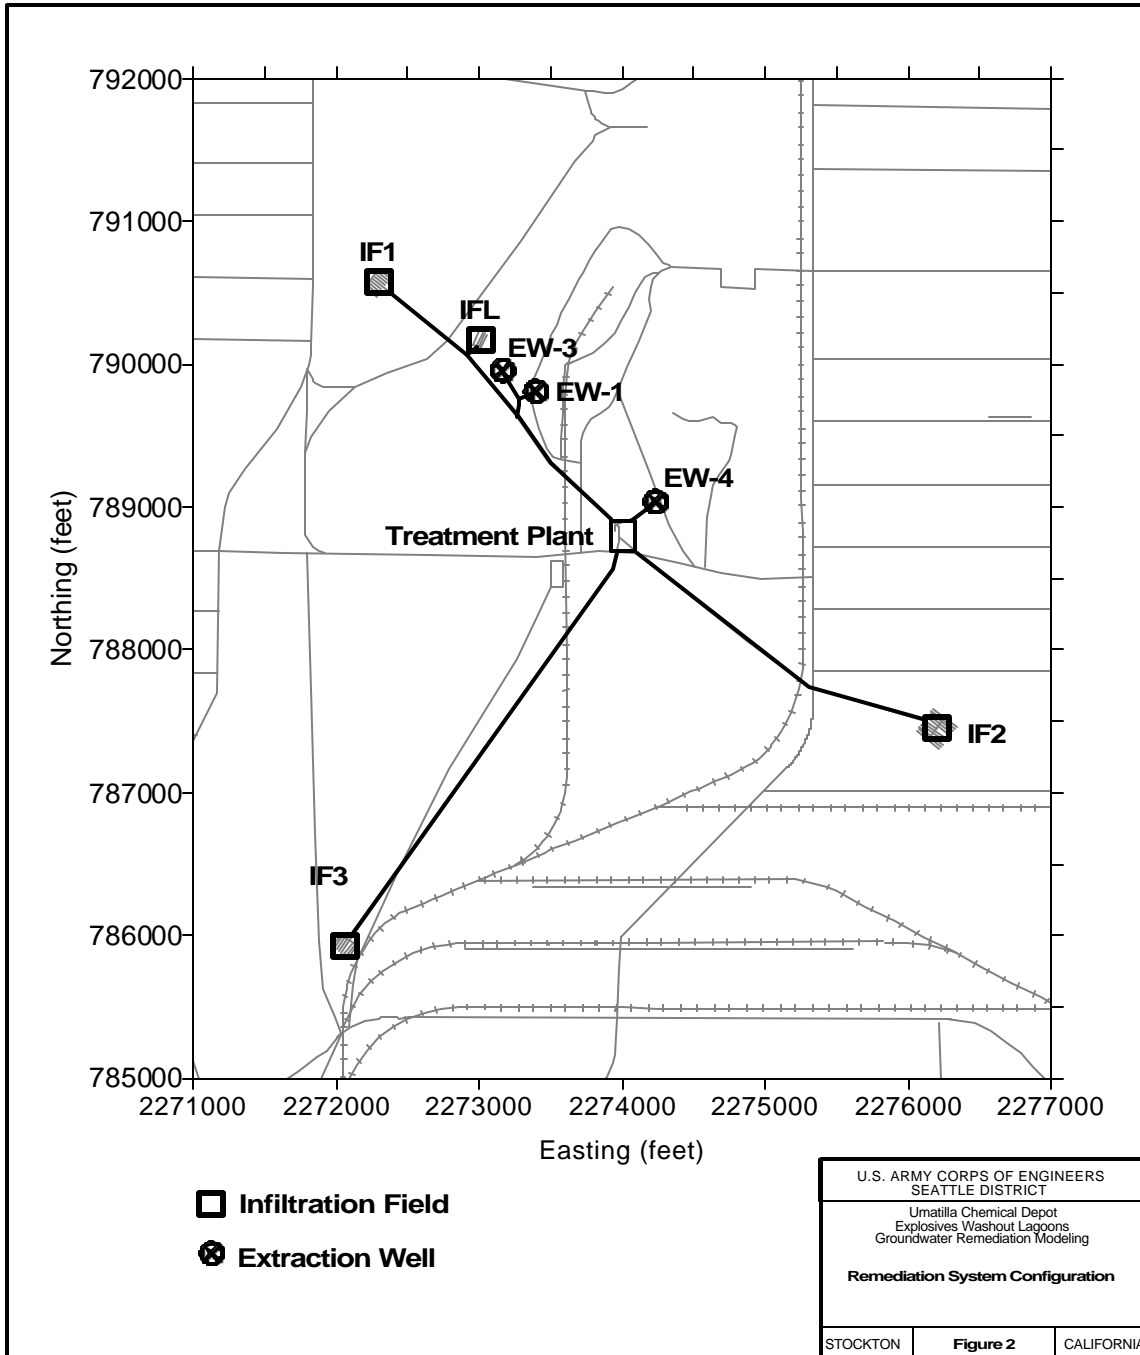 792000
791000
IF1
IFL
790000
EW-3
EW-1
EW-4
789000
Treatment Plant
Northing (feet)
788000
IF2
787000
IF3
786000
785000
2271000 2272000 2273000 2274000 2275000 2276000 2277000
Easting (feet)
Infiltration Field
Extraction Well
U.S. ARMY CORPS OF ENGINEERS
SEATTLE DISTRICT
Umatilla Chemical Depot
Explosives Washout Lagoons
Groundwater Remediation Modeling
Remediation System Configuration
STOCKTON Figure 2 CALIFORNIA